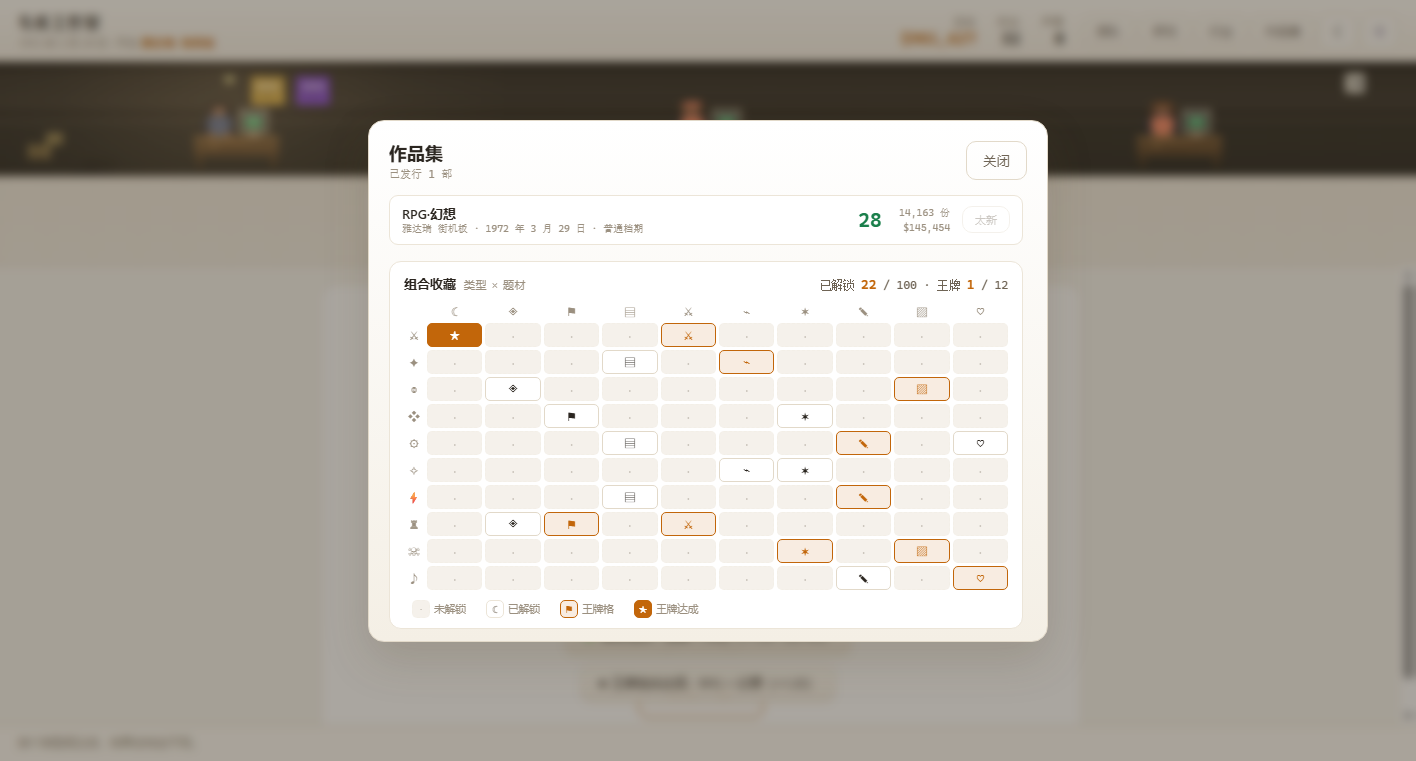 作品集
已发行 1 部
关闭
RPG·幻想
雅达瑞 街机板 · 1972 年 3 月 29 日 · 普通档期
28
14,163 份
$145,454
太新
组合收藏 类型 × 题材
已解锁 22 / 100 · 王牌 1 / 12
未解锁 已解锁 王牌格 王牌达成